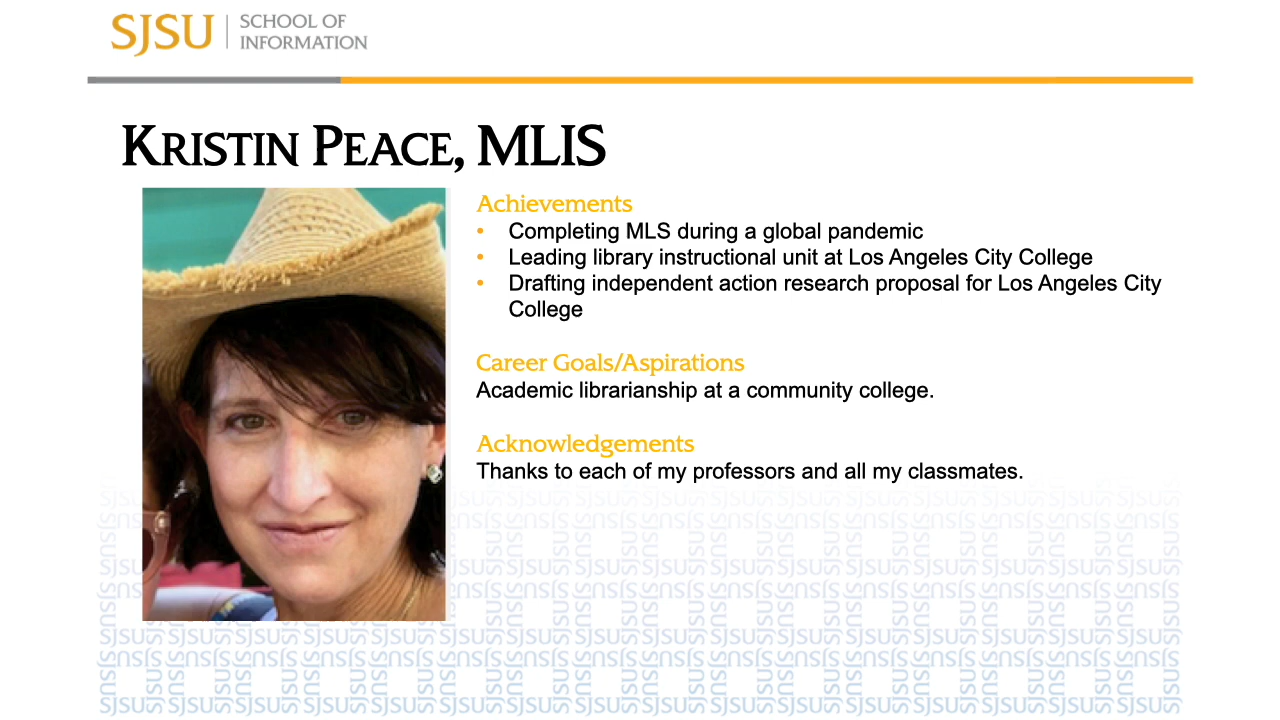 SJSU SCHOOL OF
INFORMATION
KRISTIN PEACE, MLIS
Achievements
• Completing MLS during a global pandemic
• Leading library instructional unit at Los Angeles City College
• Drafting independent action research proposal for Los Angeles City
College
Career Goals/Aspirations
Academic librarianship at a community college.
Acknowledgements
Thanks to each of my professors and all my classmates.